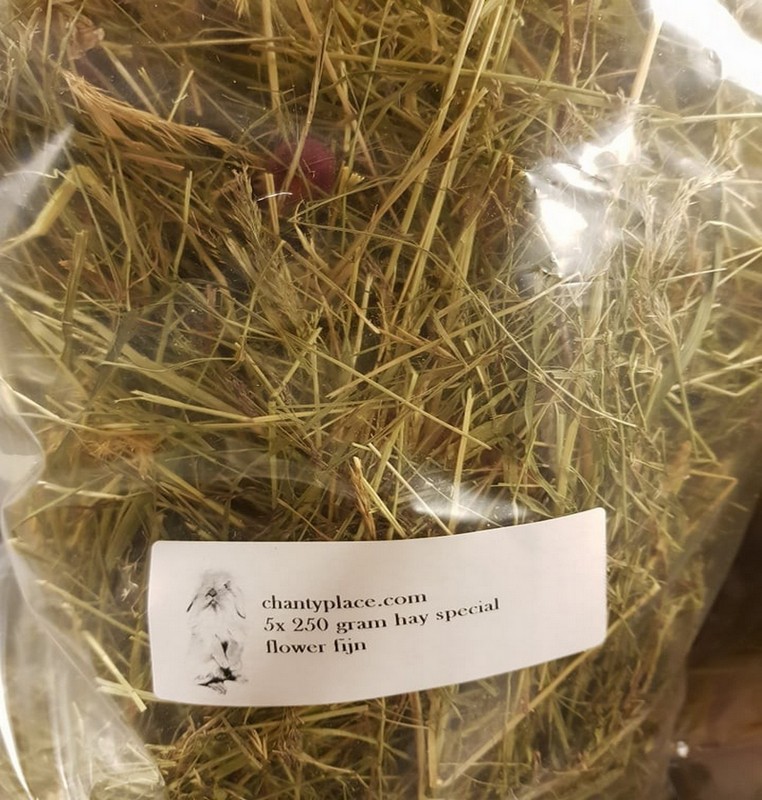 chantyplace.com
5x 250 gram hay special
flower fijn